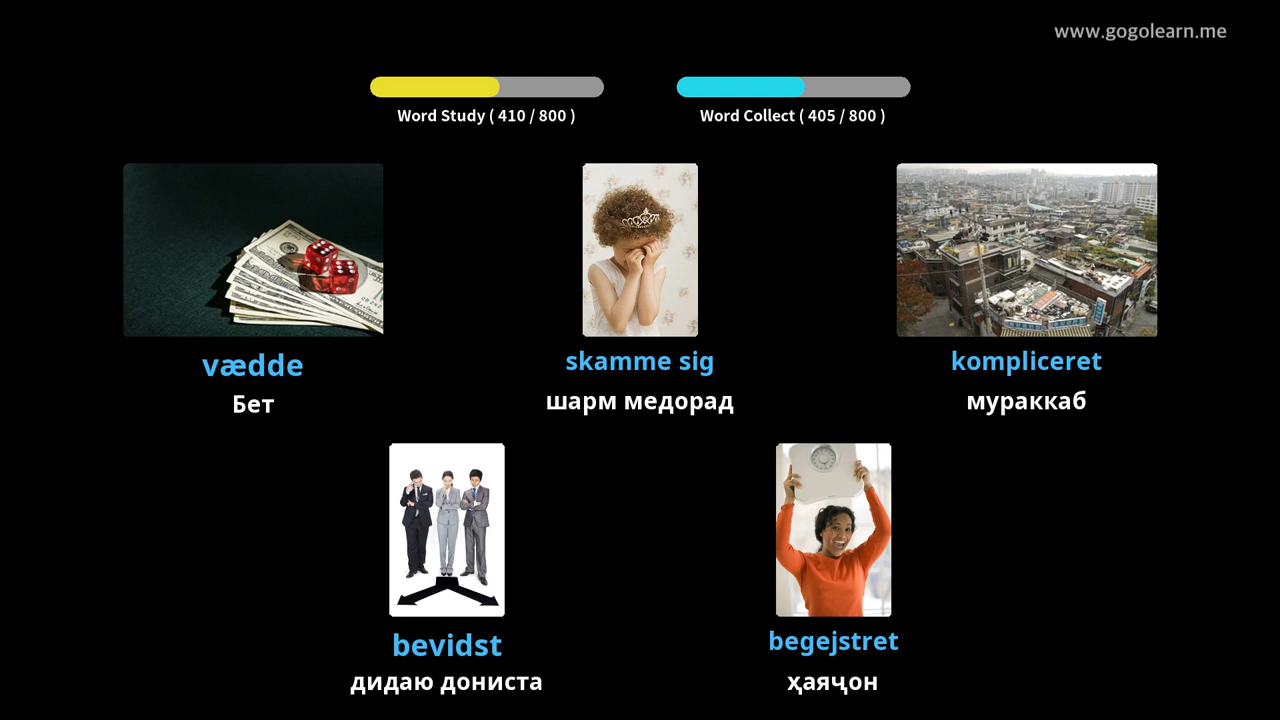 www.gogolearn.me
Word Study ( 410 / 800 )
Word Collect ( 405 / 800 )
vædde
Бет
skamme sig
шарм медорад
kompliceret
мураккаб
bevidst
дидаю дониста
begejstret
ҳаяҷон